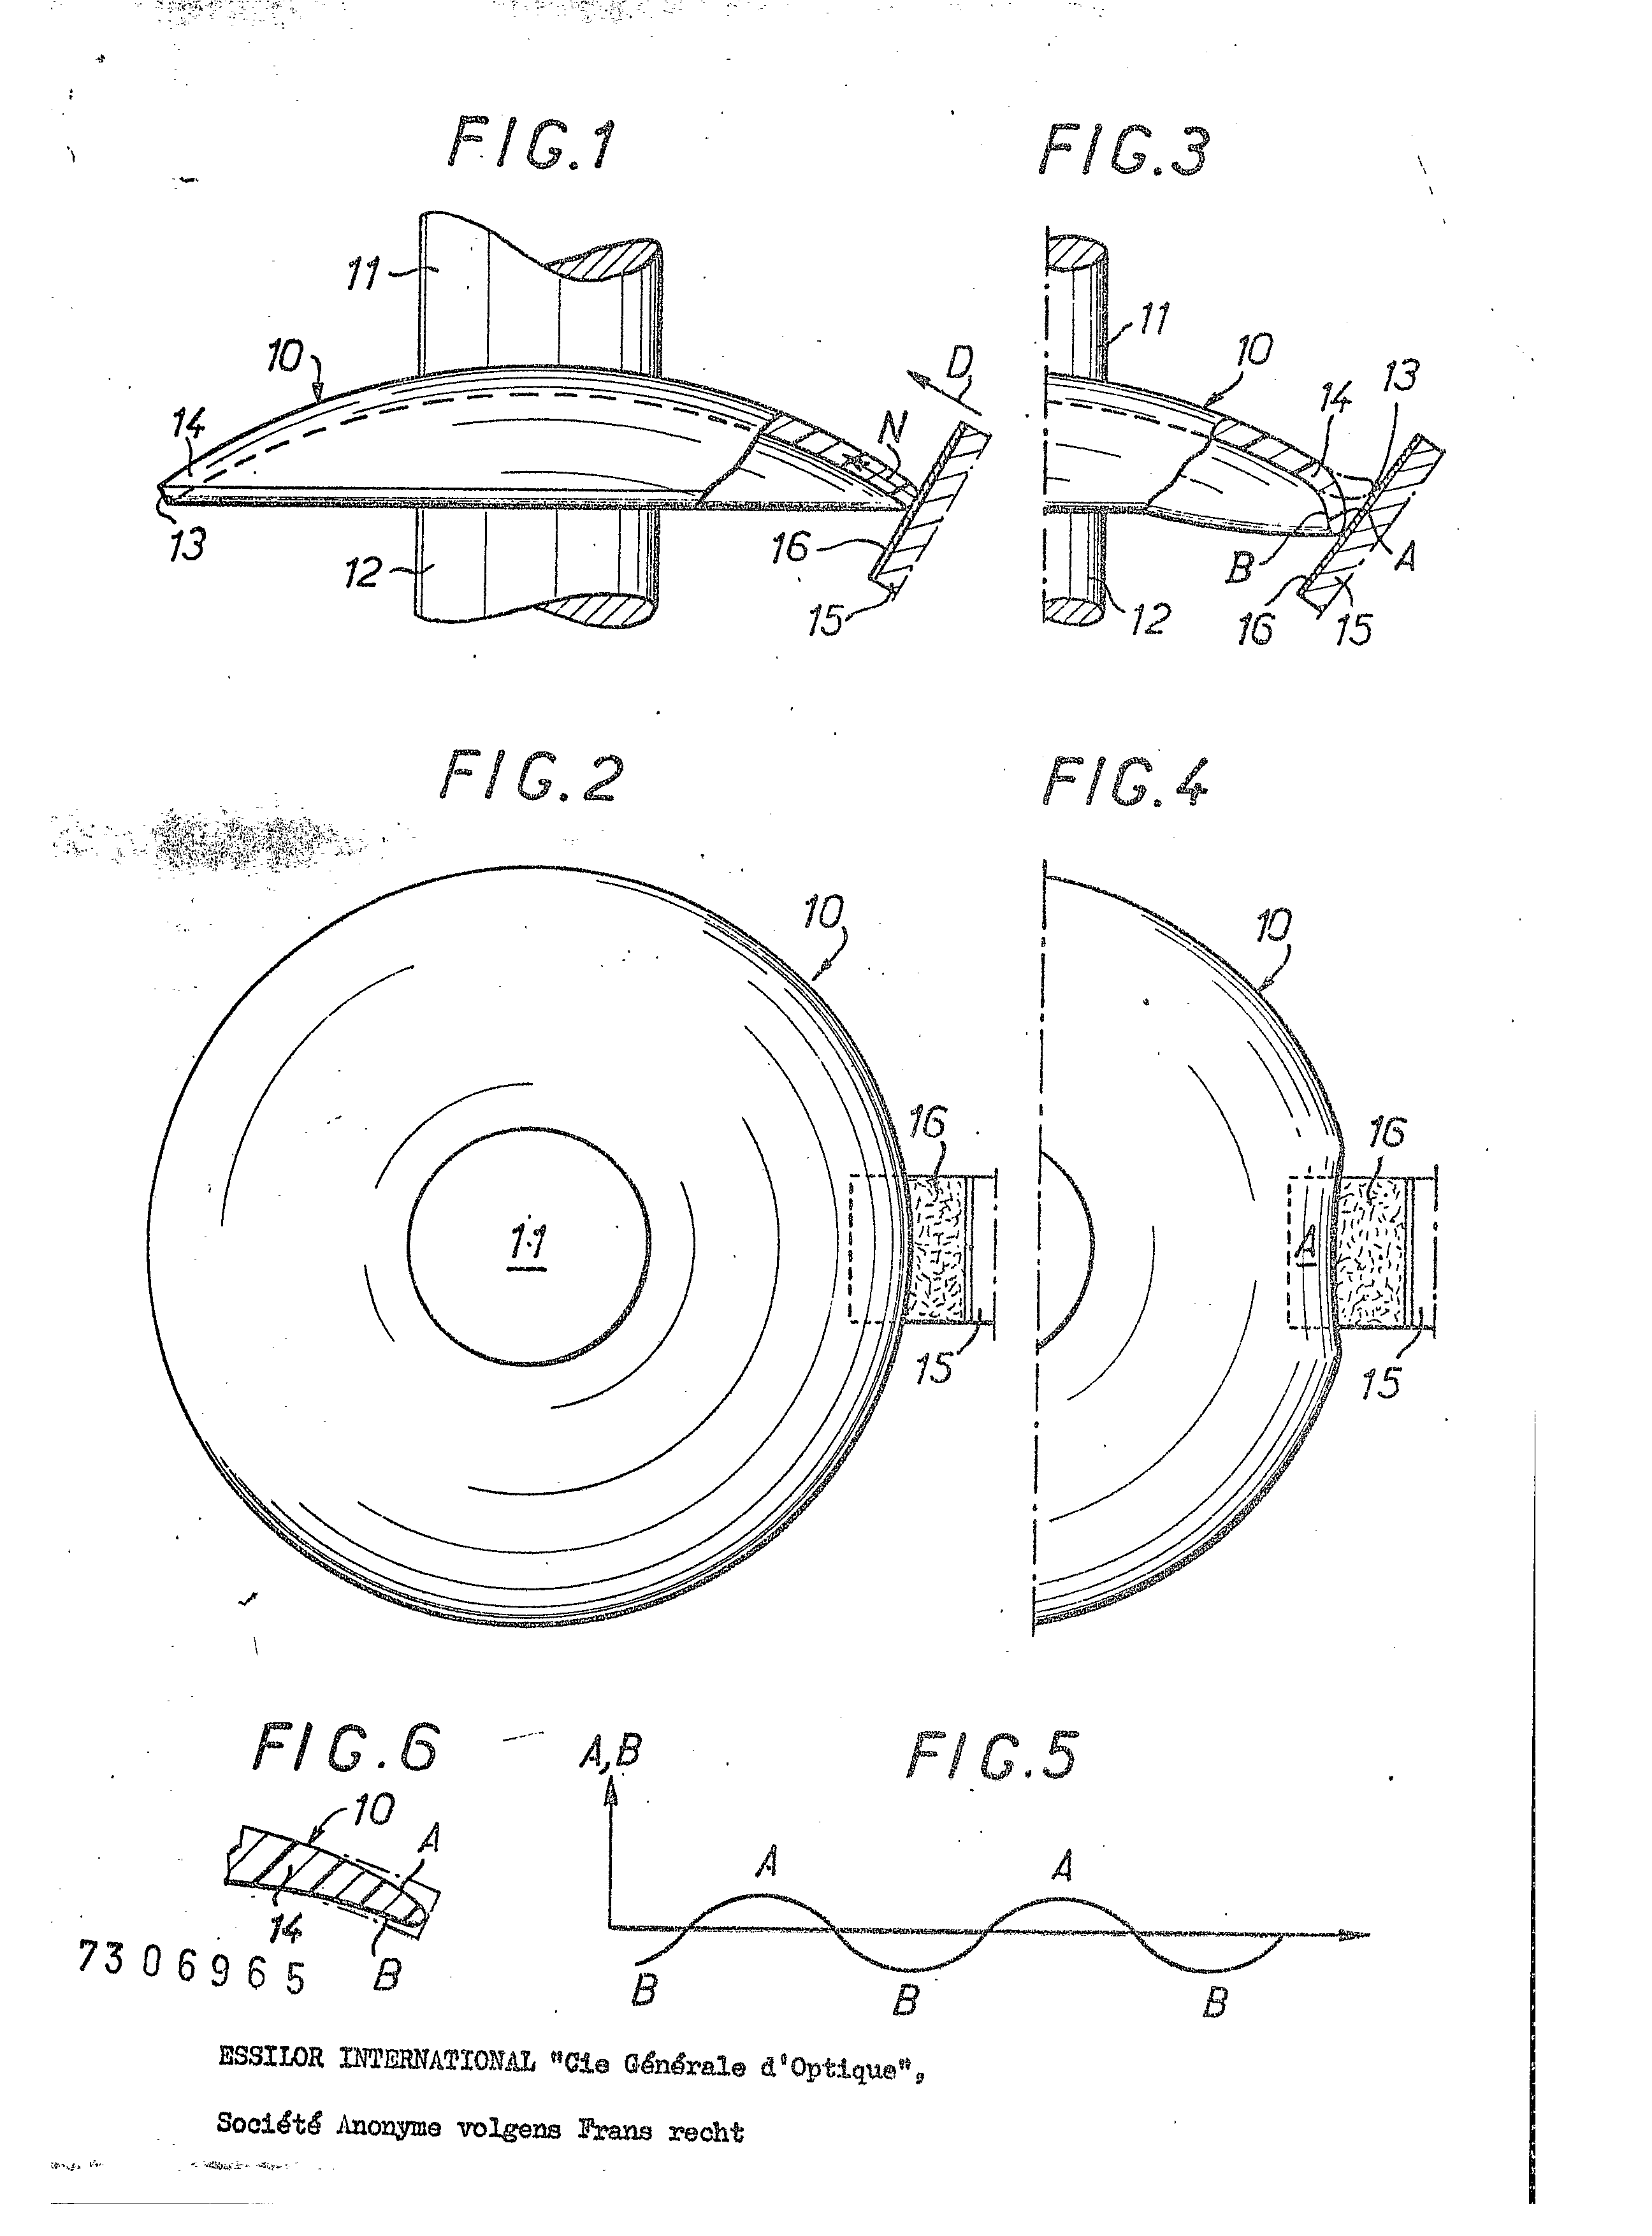 FIG.1
11
10
14
13
12
D
N
16
15
FIG.3
11
10
14
13
B
A
12
16
15
FIG.2
10
11
16
15
FIG.4
10
16
A
15
FIG.6
10
A
14
B
FIG.5
A,B
A
A
B
B
B
7306965
ESSILOR INTERNATIONAL "Cie Générale d'Optique",
Société Anonyme volgens Frans recht